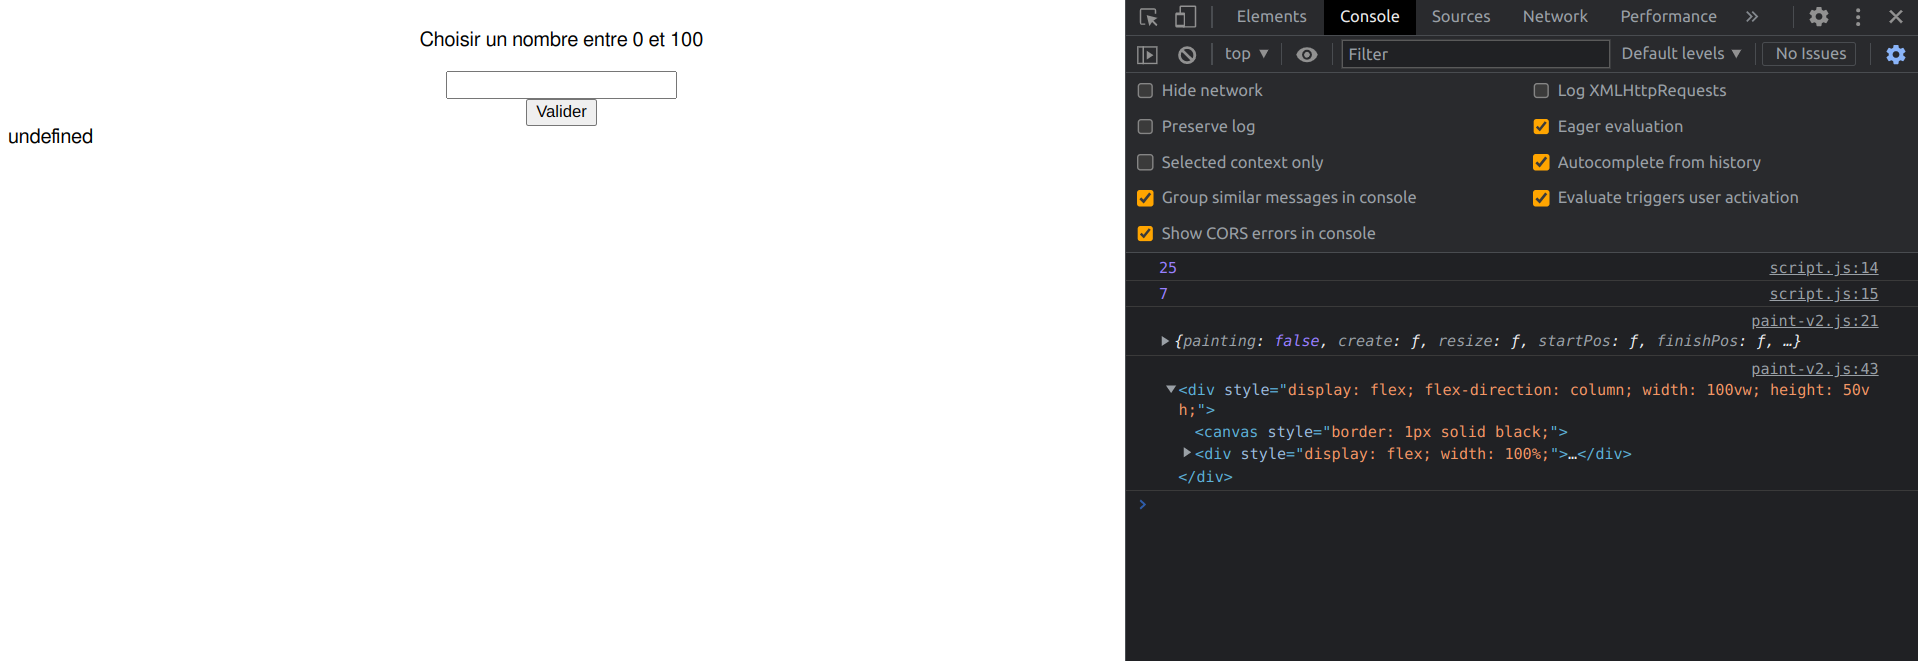 Choisir un nombre entre 0 et 100
Valider
undefined
Elements Console Sources Network Performance
top Filter Default levels No Issues
Hide network Log XMLHttpRequests
Preserve log Eager evaluation
Selected context only Autocomplete from history
Group similar messages in console Evaluate triggers user activation
Show CORS errors in console
25 script.js:14
7 script.js:15
paint-v2.js:21
{painting: false, create: ƒ, resize: ƒ, startPos: ƒ, finishPos: ƒ, …}
paint-v2.js:43
<div style="display: flex; flex-direction: column; width: 100vw; height: 50v
h;">
<canvas style="border: 1px solid black;">
<div style="display: flex; width: 100%;">…</div>
</div>